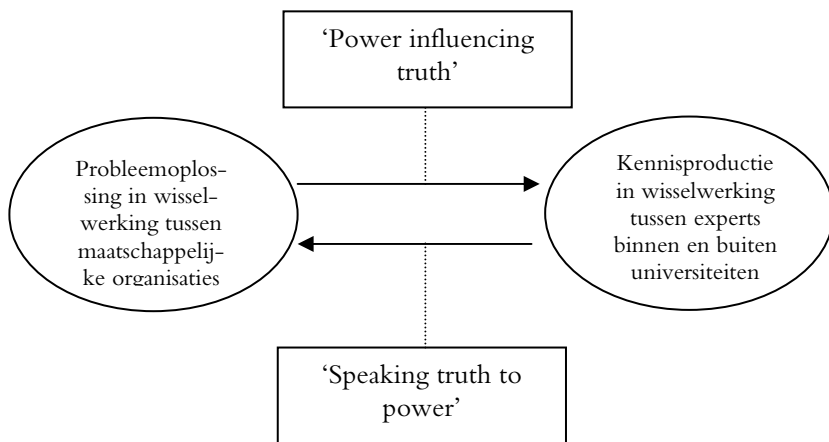 ‘Power influencing
truth’
Probleemoplos-
sing in wissel-
werking tussen
maatschappelij-
ke organisaties
Kennisproductie
in wisselwerking
tussen experts
binnen en buiten
universiteiten
‘Speaking truth to
power’